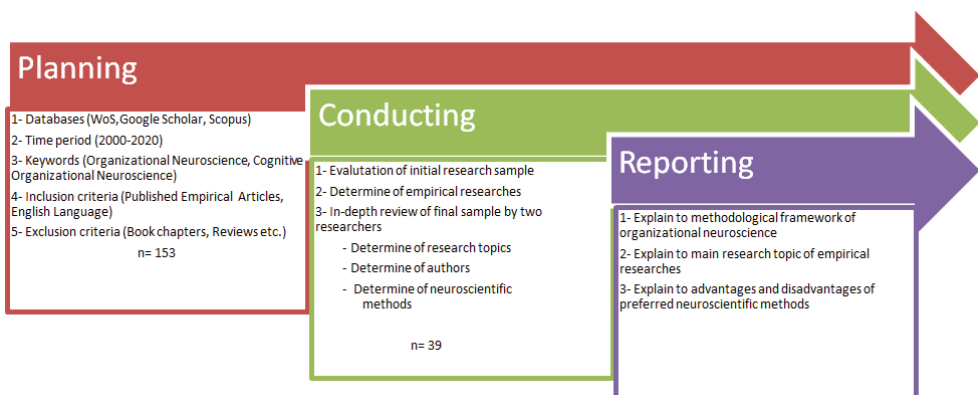 Planning
1- Databases (WoS,Google Scholar, Scopus)
2- Time period (2000-2020)
3- Keywords (Organizational Neuroscience, Cognitive
Organizational Neuroscience)
4- Inclusion criteria (Published Empirical Articles,
English Language)
5- Exclusion criteria (Book chapters, Reviews etc.)
n= 153
Conducting
1- Evalutation of initial research sample
2- Determine of empirical researches
3- In-depth review of final sample by two
researchers
- Determine of research topics
- Determine of authors
- Determine of neuroscientific
methods
n= 39
Reporting
1- Explain to methodological framework of
organizational neuroscience
2- Explain to main research topic of empirical
researches
3- Explain to advantages and disadvantages of
preferred neuroscientific methods